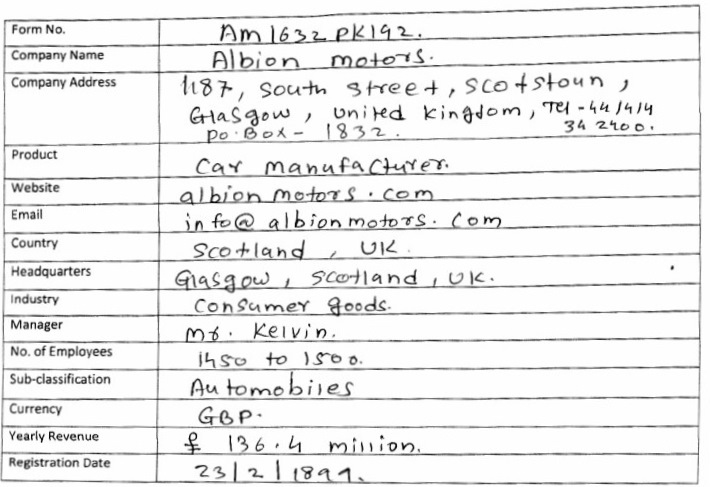 Form No. Am1632PK192.
Company Name Albion motors.
Company Address 1187, South street, scotstoun,
Glasgow, united kingdom, Tel - 44 1414
PO.BOX - 1832. 34 2400.
Product Car manufacturer.
Website albionmotors.com
Email info@albionmotors.com
Country Scotland, UK.
Headquarters Glasgow, Scotland, UK.
Industry Consumer goods.
Manager Mr. Kelvin.
No. of Employees 1450 to 1500.
Sub-classification Automobiles
Currency GBP.
Yearly Revenue £ 136.4 million.
Registration Date 23/2/1899.